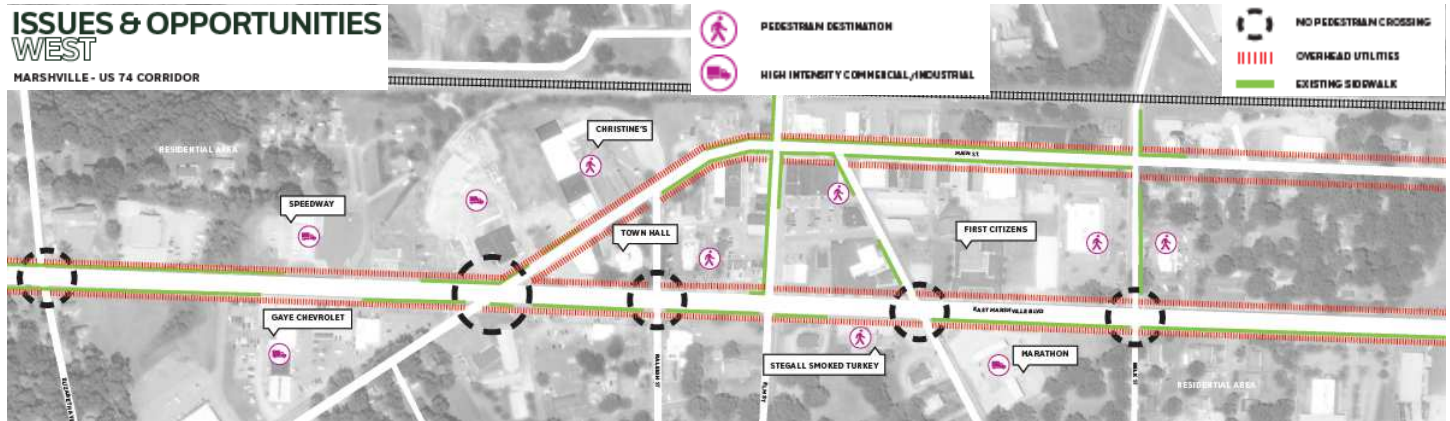 ISSUES & OPPORTUNITIES
WEST
MARSHVILLE - US 74 CORRIDOR
PEDESTRIAN DESTINATION
HIGH INTENSITY COMMERCIAL/INDUSTRIAL
NO PEDESTRIAN CROSSING
OVERHEAD UTILITIES
EXISTING SIDEWALK
CHRISTINE'S
RESIDENTIAL AREA
MAIN ST.
SPEEDWAY
TOWN HALL
FIRST CITIZENS
GAYE CHEVROLET
EAST MARSHVILLE BLVD
STEGALL SMOKED TURKEY
MARATHON
RESIDENTIAL AREA
ELM ST